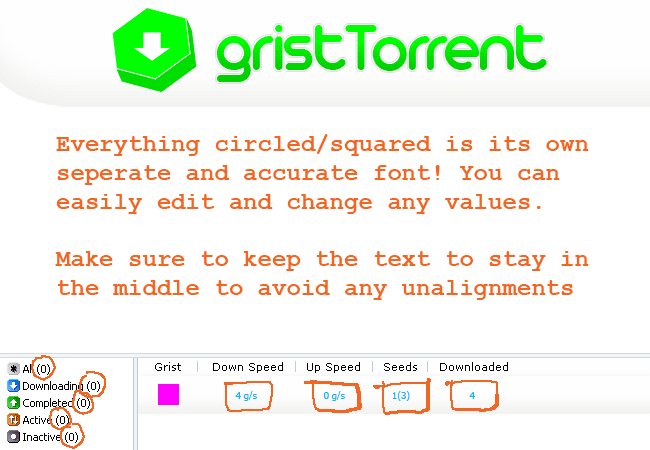 gristTorrent
Everything circled/squared is its own
seperate and accurate font! You can
easily edit and change any values.
Make sure to keep the text to stay in
the middle to avoid any unalignments
All (0)
Downloading (0)
Completed (0)
Active (0)
Inactive (0)
Grist Down Speed Up Speed Seeds Downloaded
4 g/s 0 g/s 1(3) 4